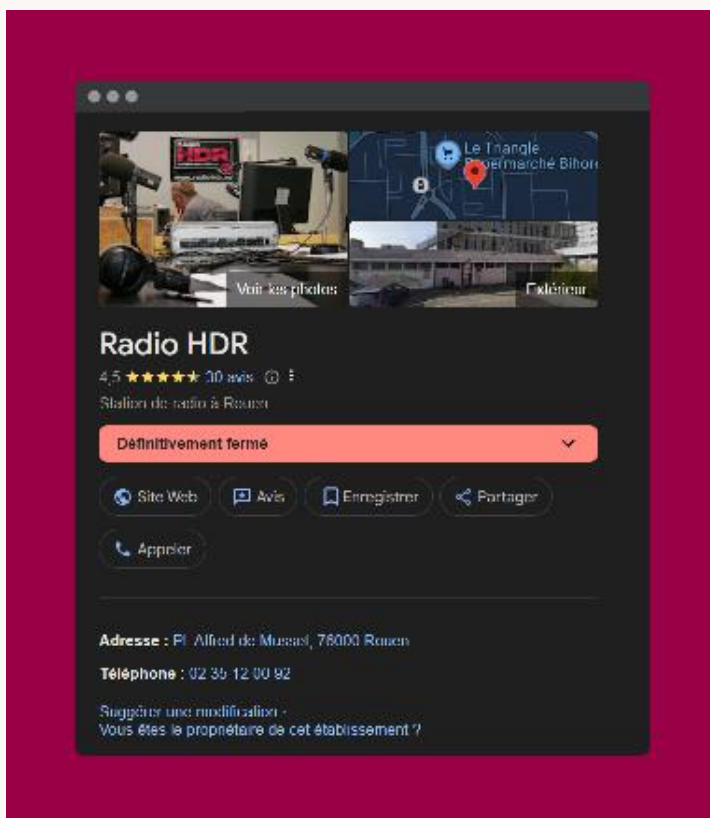 HDR
Le Triangle
Supermarché Bihore
Voir les photos
Extérieur
Radio HDR
4,5 30 avis
Station de radio à Rouen
Définitivement fermé
Site Web
Avis
Enregistrer
Partager
Appeler
Adresse : Pl. Alfred de Musset, 76000 Rouen
Téléphone : 02 35 12 00 92
Suggérer une modification ·
Vous êtes le propriétaire de cet établissement ?